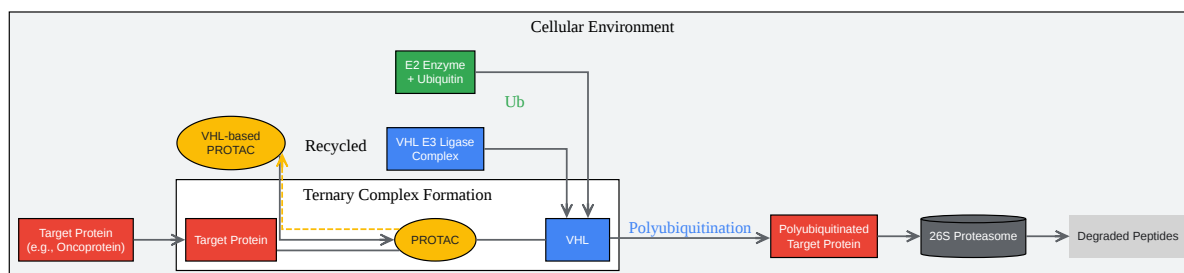 Cellular Environment
E2 Enzyme
+ Ubiquitin
Ub
VHL-based
PROTAC
Recycled
VHL E3 Ligase
Complex
Ternary Complex Formation
Target Protein
(e.g., Oncoprotein)
Target Protein
PROTAC
VHL
Polyubiquitination
Polyubiquitinated
Target Protein
26S Proteasome
Degraded Peptides